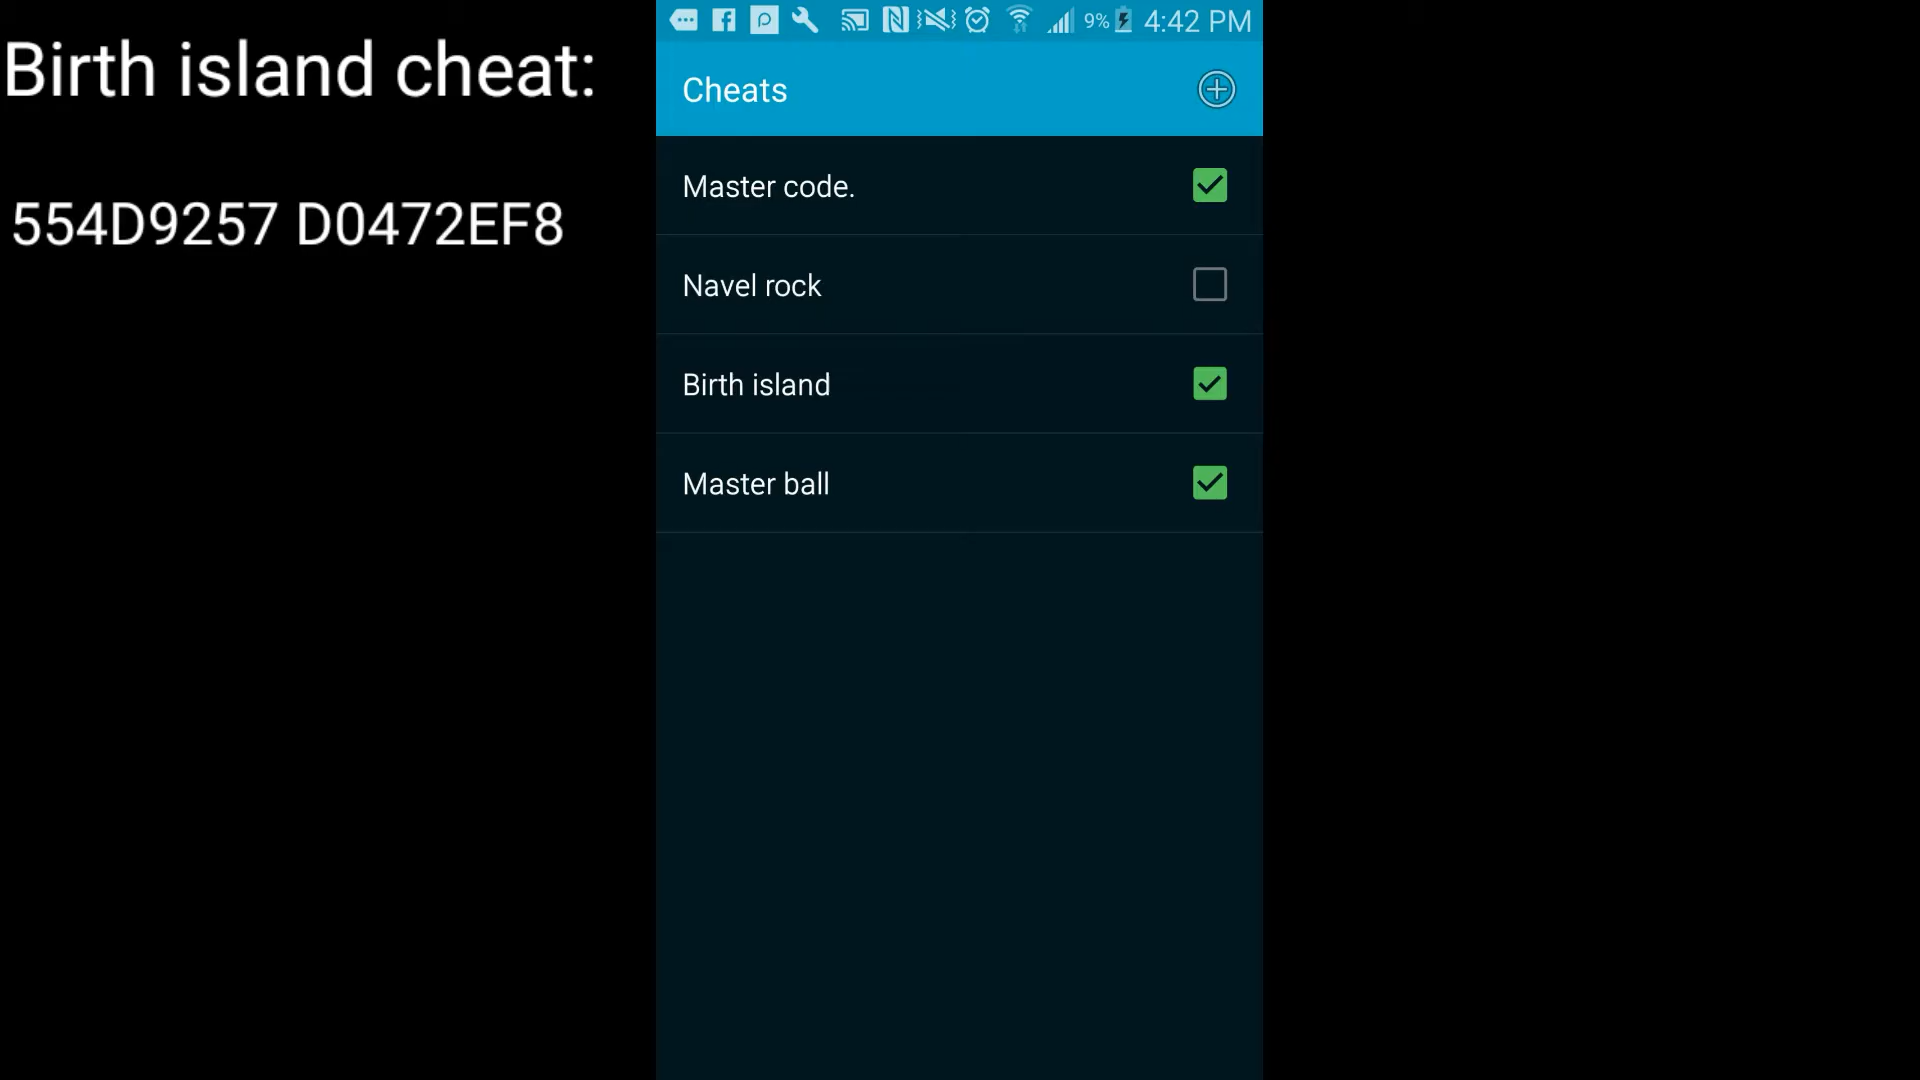 Birth island cheat:
554D9257 D0472EF8
9% 4:42 PM
Cheats
Master code.
Navel rock
Birth island
Master ball